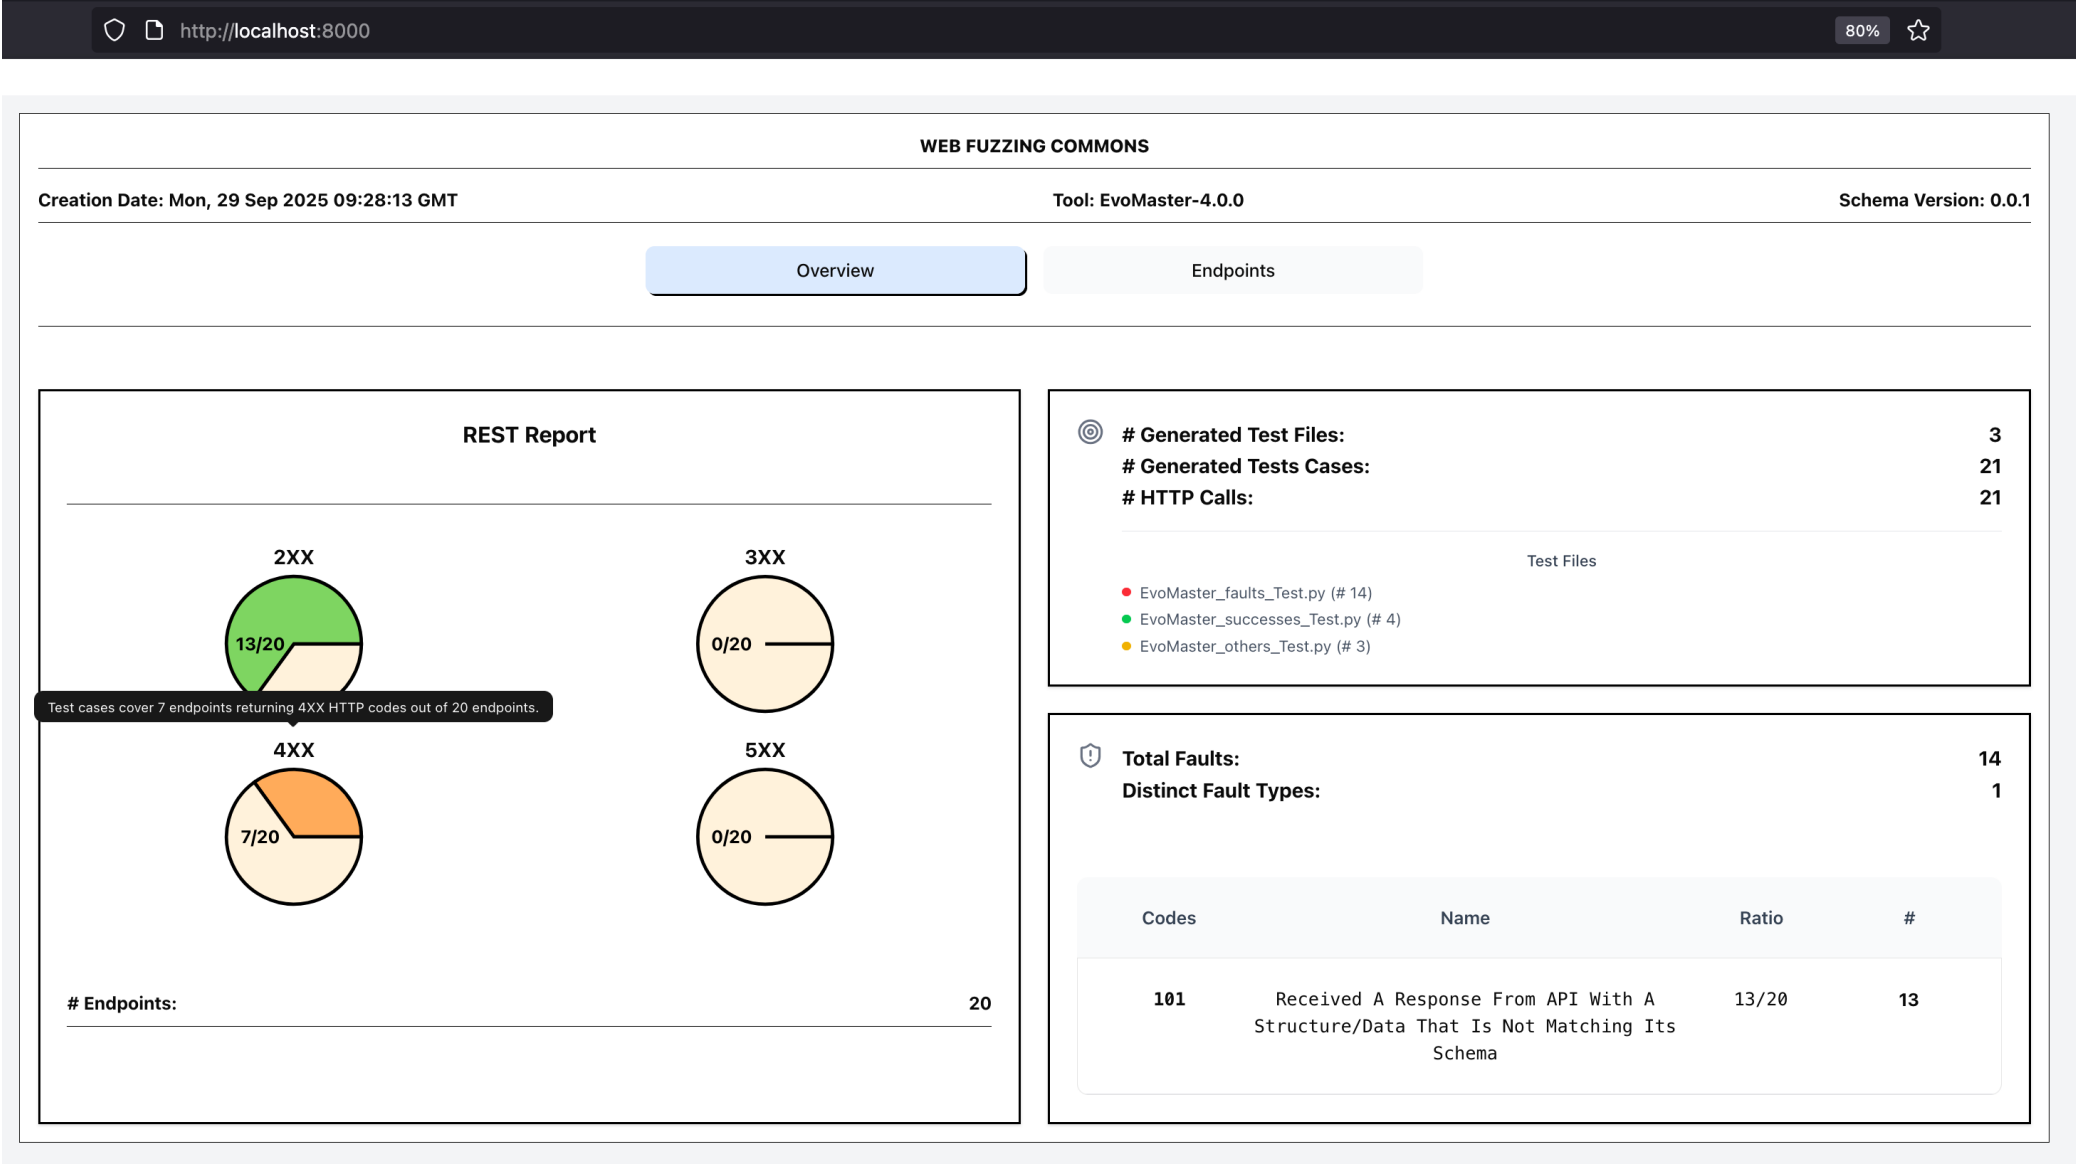 http://localhost:8000
80%
WEB FUZZING COMMONS
Creation Date: Mon, 29 Sep 2025 09:28:13 GMT
Tool: EvoMaster-4.0.0
Schema Version: 0.0.1
Overview
Endpoints
REST Report
2XX
13/20
3XX
0/20
Test cases cover 7 endpoints returning 4XX HTTP codes out of 20 endpoints.
4XX
7/20
5XX
0/20
# Endpoints: 20
# Generated Test Files: 3
# Generated Tests Cases: 21
# HTTP Calls: 21
Test Files
EvoMaster_faults_Test.py (# 14)
EvoMaster_successes_Test.py (# 4)
EvoMaster_others_Test.py (# 3)
Total Faults: 14
Distinct Fault Types: 1
Codes Name Ratio #
101 Received A Response From API With A 13/20 13
Structure/Data That Is Not Matching Its
Schema